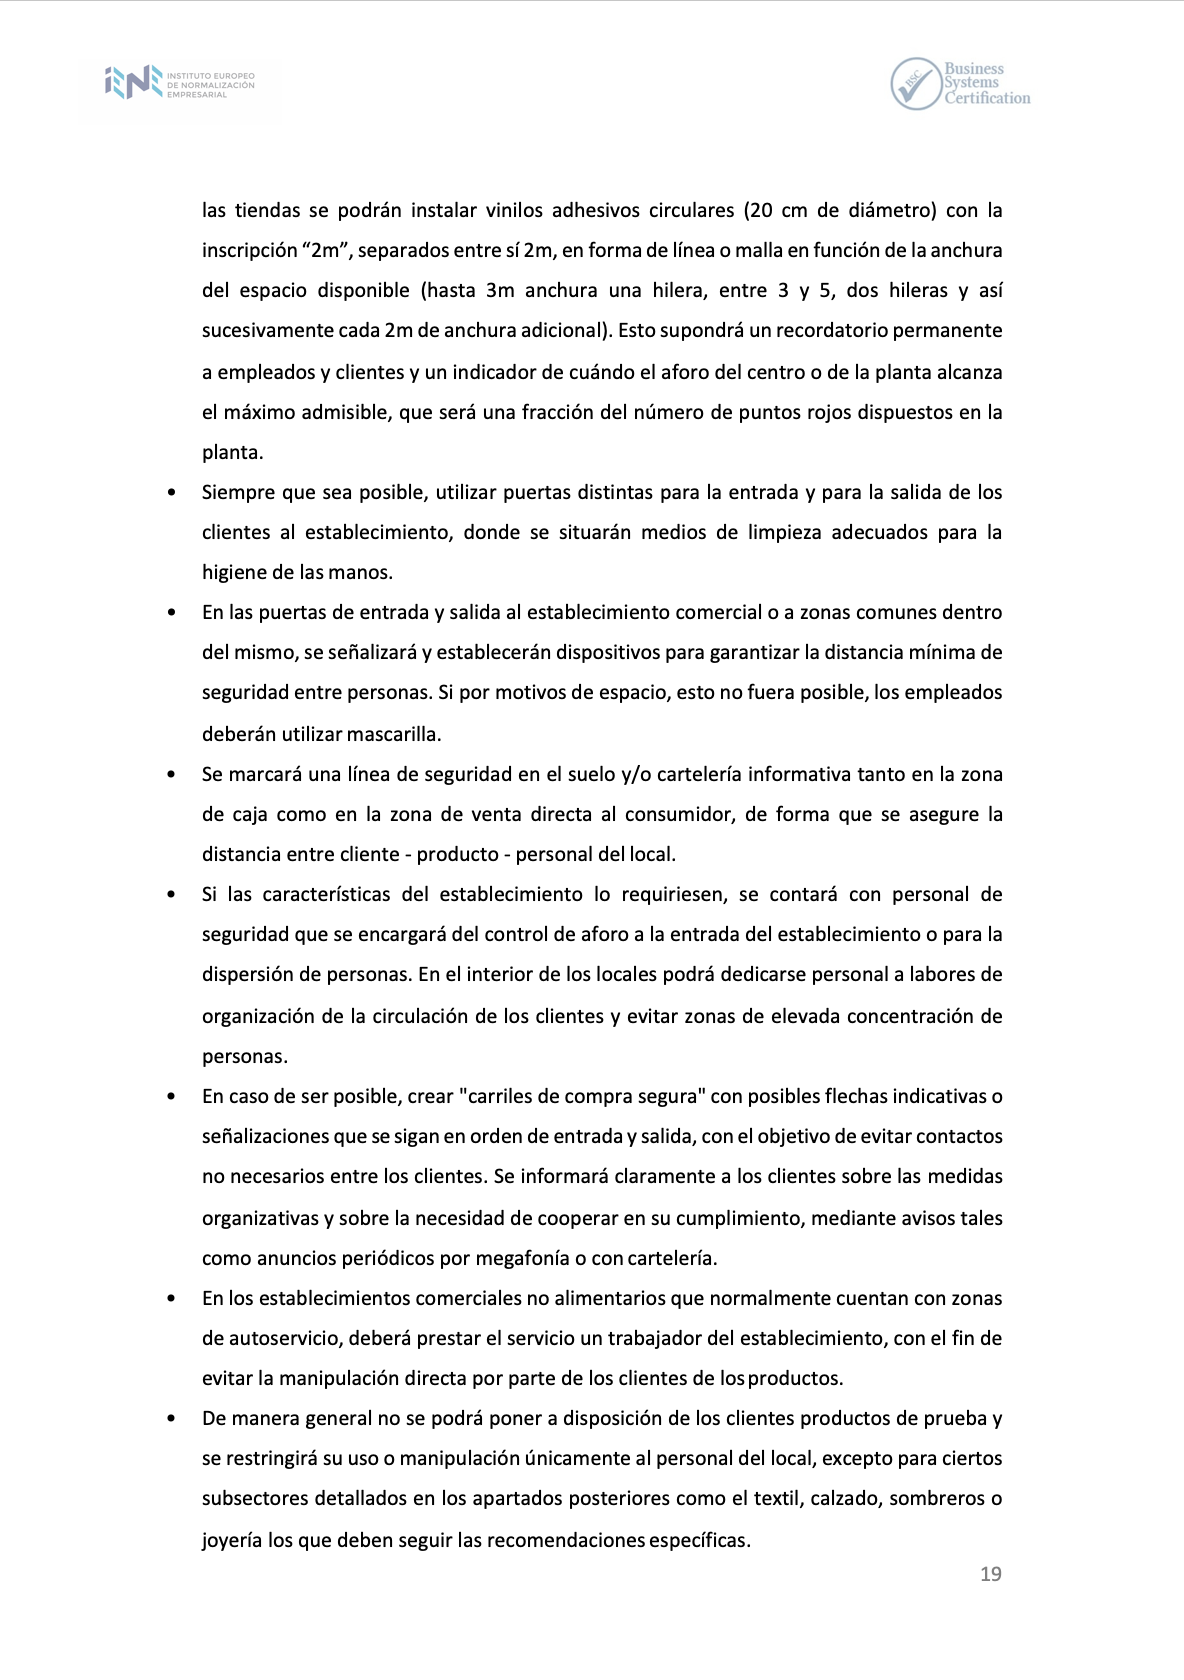 INSTITUTO EUROPEO
DE NORMALIZACIÓN
EMPRESARIAL
BSC
Business
Systems
Certification
las tiendas se podrán instalar vinilos adhesivos circulares (20 cm de diámetro) con la
inscripción “2m”, separados entre sí 2m, en forma de línea o malla en función de la anchura
del espacio disponible (hasta 3m anchura una hilera, entre 3 y 5, dos hileras y así
sucesivamente cada 2m de anchura adicional). Esto supondrá un recordatorio permanente
a empleados y clientes y un indicador de cuándo el aforo del centro o de la planta alcanza
el máximo admisible, que será una fracción del número de puntos rojos dispuestos en la
planta.
• Siempre que sea posible, utilizar puertas distintas para la entrada y para la salida de los
clientes al establecimiento, donde se situarán medios de limpieza adecuados para la
higiene de las manos.
• En las puertas de entrada y salida al establecimiento comercial o a zonas comunes dentro
del mismo, se señalizará y establecerán dispositivos para garantizar la distancia mínima de
seguridad entre personas. Si por motivos de espacio, esto no fuera posible, los empleados
deberán utilizar mascarilla.
• Se marcará una línea de seguridad en el suelo y/o cartelería informativa tanto en la zona
de caja como en la zona de venta directa al consumidor, de forma que se asegure la
distancia entre cliente - producto - personal del local.
• Si las características del establecimiento lo requiriesen, se contará con personal de
seguridad que se encargará del control de aforo a la entrada del establecimiento o para la
dispersión de personas. En el interior de los locales podrá dedicarse personal a labores de
organización de la circulación de los clientes y evitar zonas de elevada concentración de
personas.
• En caso de ser posible, crear "carriles de compra segura" con posibles flechas indicativas o
señalizaciones que se sigan en orden de entrada y salida, con el objetivo de evitar contactos
no necesarios entre los clientes. Se informará claramente a los clientes sobre las medidas
organizativas y sobre la necesidad de cooperar en su cumplimiento, mediante avisos tales
como anuncios periódicos por megafonía o con cartelería.
• En los establecimientos comerciales no alimentarios que normalmente cuentan con zonas
de autoservicio, deberá prestar el servicio un trabajador del establecimiento, con el fin de
evitar la manipulación directa por parte de los clientes de los productos.
• De manera general no se podrá poner a disposición de los clientes productos de prueba y
se restringirá su uso o manipulación únicamente al personal del local, excepto para ciertos
subsectores detallados en los apartados posteriores como el textil, calzado, sombreros o
joyería los que deben seguir las recomendaciones específicas.
19